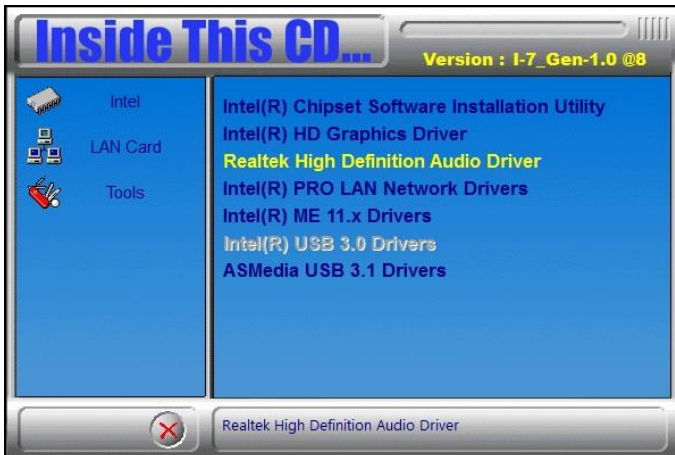 Inside This CD...
Version : I-7_Gen-1.0 @8
Intel
LAN Card
Tools
Intel(R) Chipset Software Installation Utility
Intel(R) HD Graphics Driver
Realtek High Definition Audio Driver
Intel(R) PRO LAN Network Drivers
Intel(R) ME 11.x Drivers
Intel(R) USB 3.0 Drivers
ASMedia USB 3.1 Drivers
Realtek High Definition Audio Driver